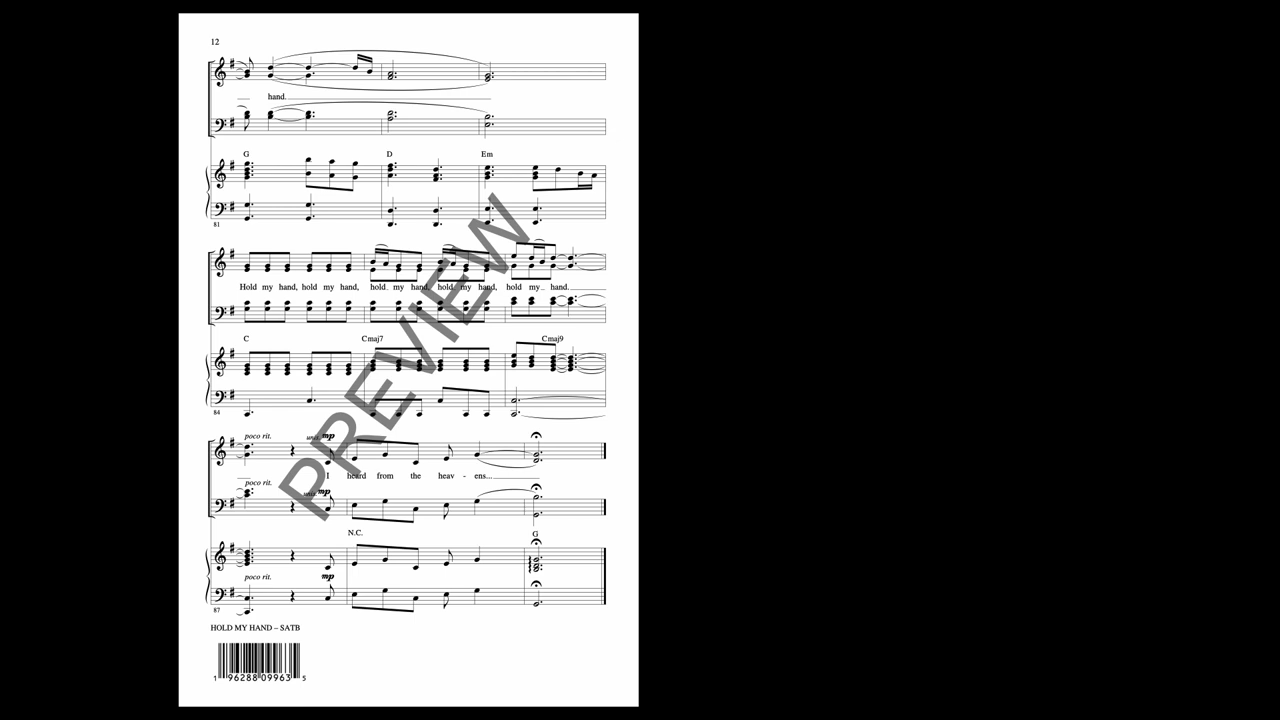 12
hand.
G D Em
81
Hold my hand, hold my hand, hold my hand, hold my hand, hold my hand.
C Cmaj7 Cmaj9
84
poco rit. unis. mp
I heard from the heav - ens.
poco rit. unis. mp
N.C. G
poco rit. mp
87
HOLD MY HAND – SATB
1 96288 09963 5
PREVIEW